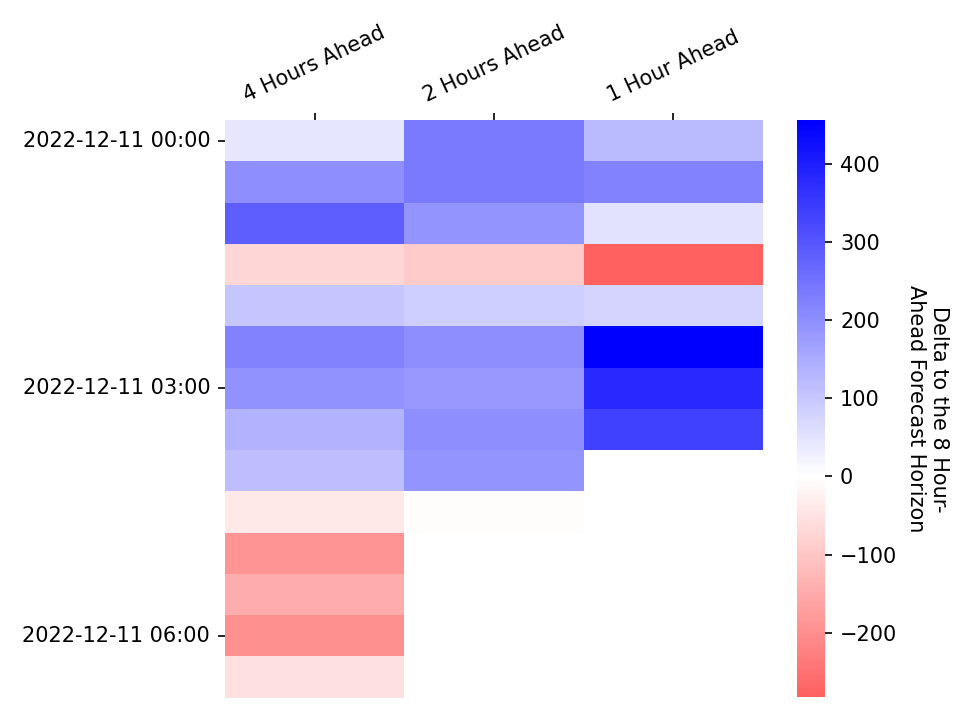 4 Hours Ahead
2 Hours Ahead
1 Hour Ahead
2022-12-11 00:00
2022-12-11 03:00
2022-12-11 06:00
400
300
200
100
0
−100
−200
Delta to the 8 Hour-
Ahead Forecast Horizon